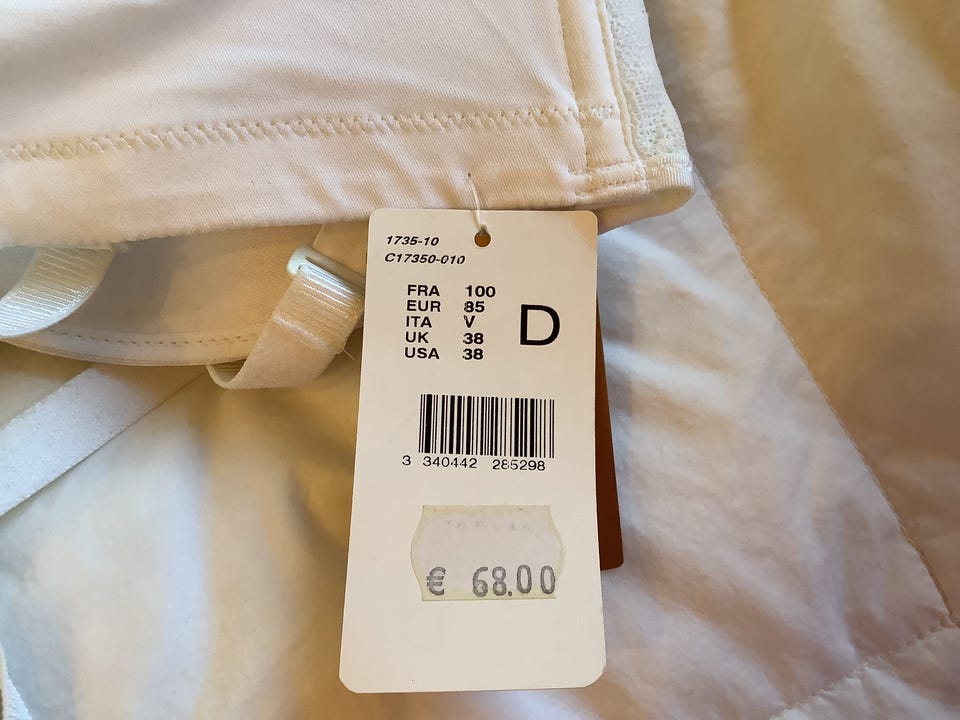 1735-10
C17350-010
FRA 100
EUR 85
ITA V
UK 38
USA 38
D
3 340442 285298
€ 68.00